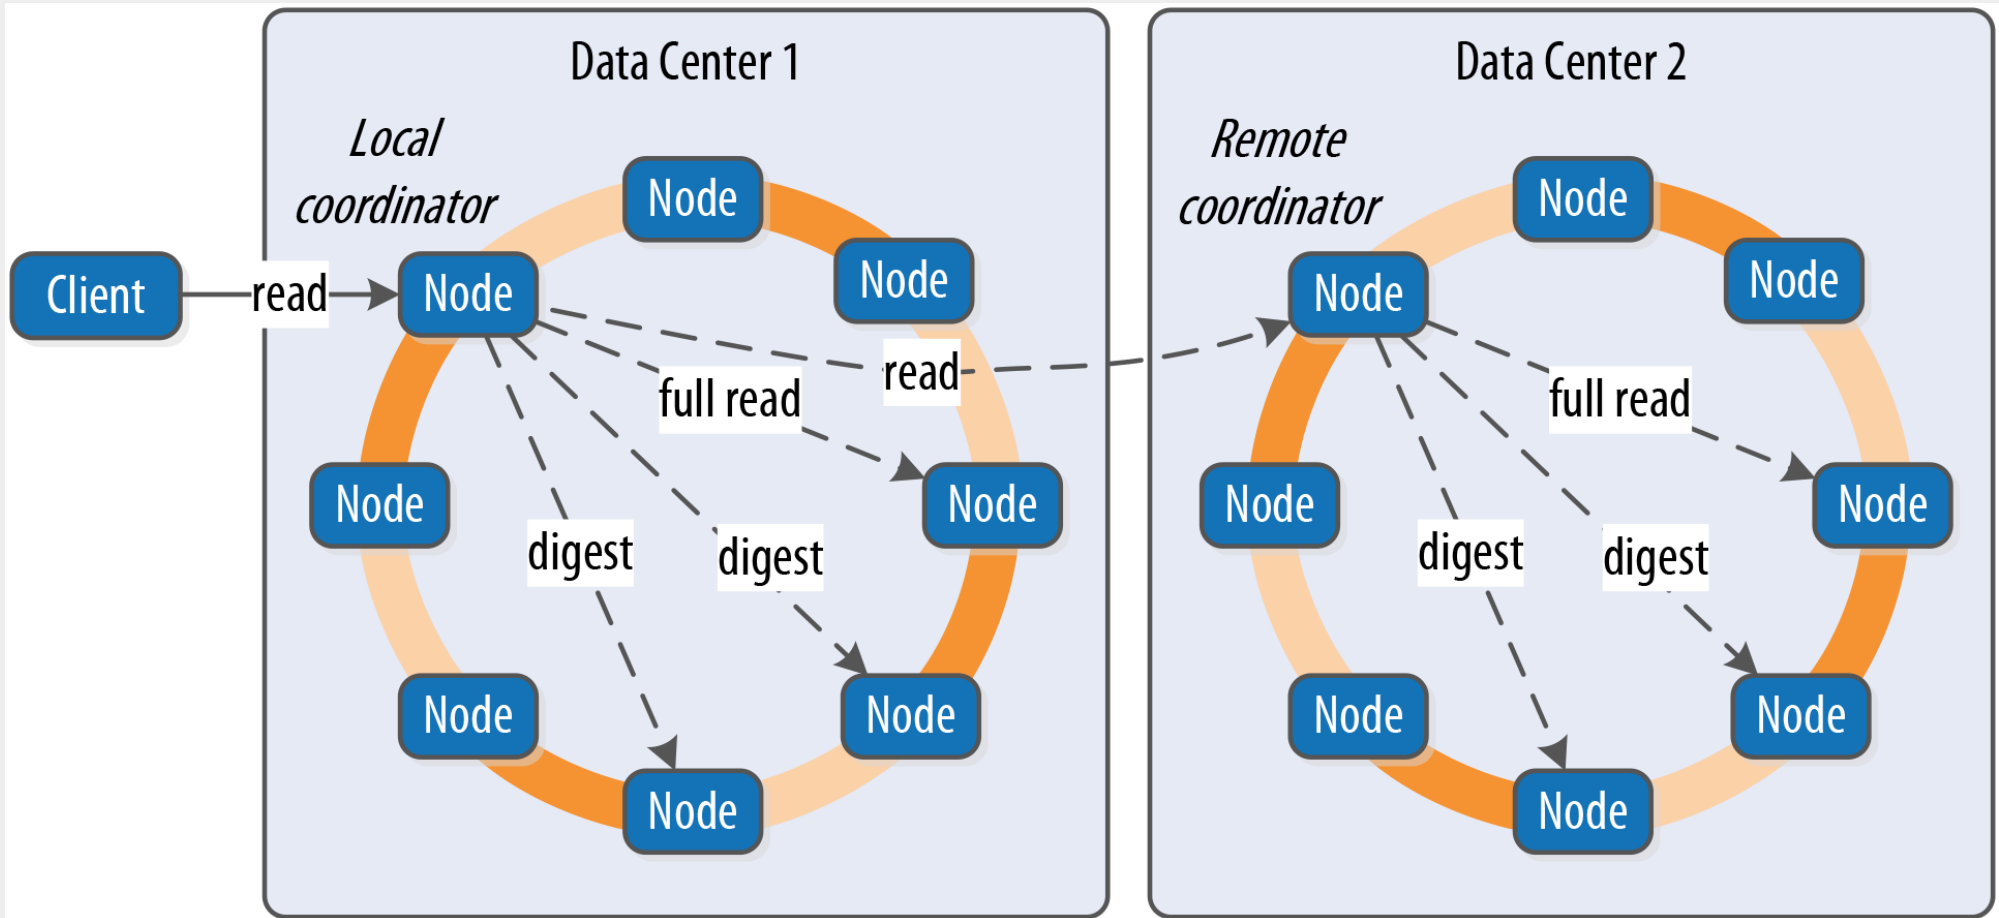 Data Center 1
Data Center 2
Local
coordinator
Remote
coordinator
Node
Node
Node
Node
Client
read
Node
Node
read
full read
full read
Node
Node
Node
Node
digest
digest
digest
digest
Node
Node
Node
Node
Node
Node